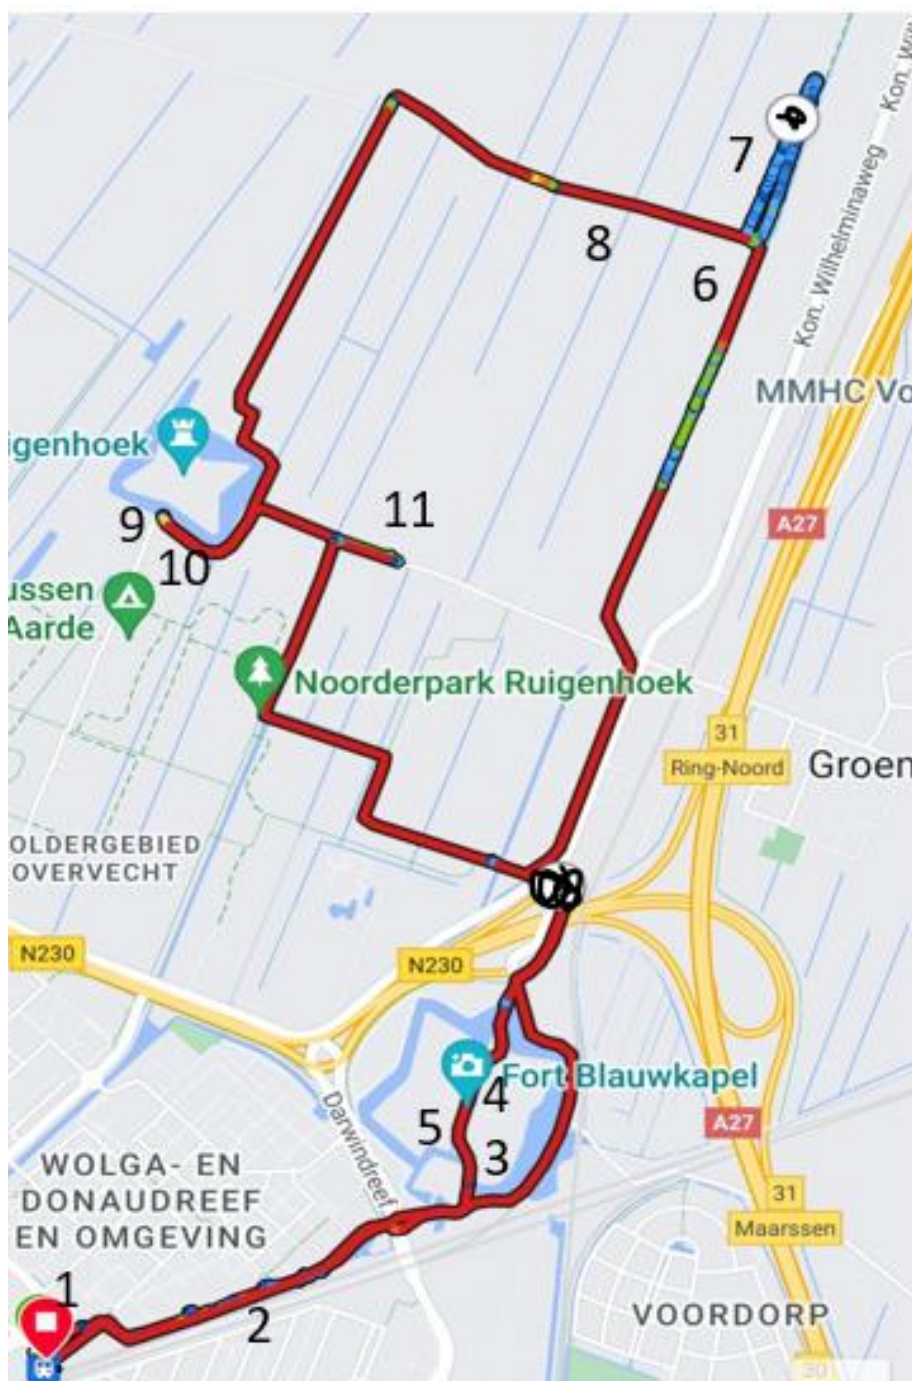 Kon. Wil
7
Kon. Wilhelminaweg
8
6
MMHC Vo
igenhoek
11
9
A27
10
ussen
Aarde
Noorderpark Ruigenhoek
31
Ring-Noord
Groen
OLDERGEBIED
OVERVECHT
N230
N230
Fort Blauwkapel
4
5
Darwindreef
A27
3
WOLGA- EN
DONAUDREEF
EN OMGEVING
31
Maarssen
1
2
VOORDORP
30